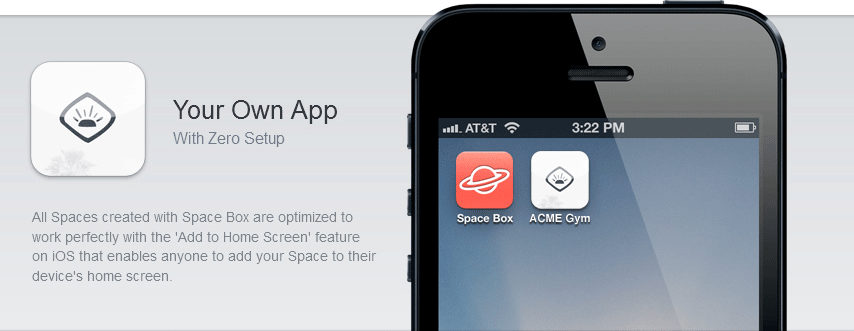 Your Own App
With Zero Setup
All Spaces created with Space Box are optimized to
work perfectly with the 'Add to Home Screen' feature
on iOS that enables anyone to add your Space to their
device's home screen.
AT&T 3:22 PM
Space Box ACME Gym